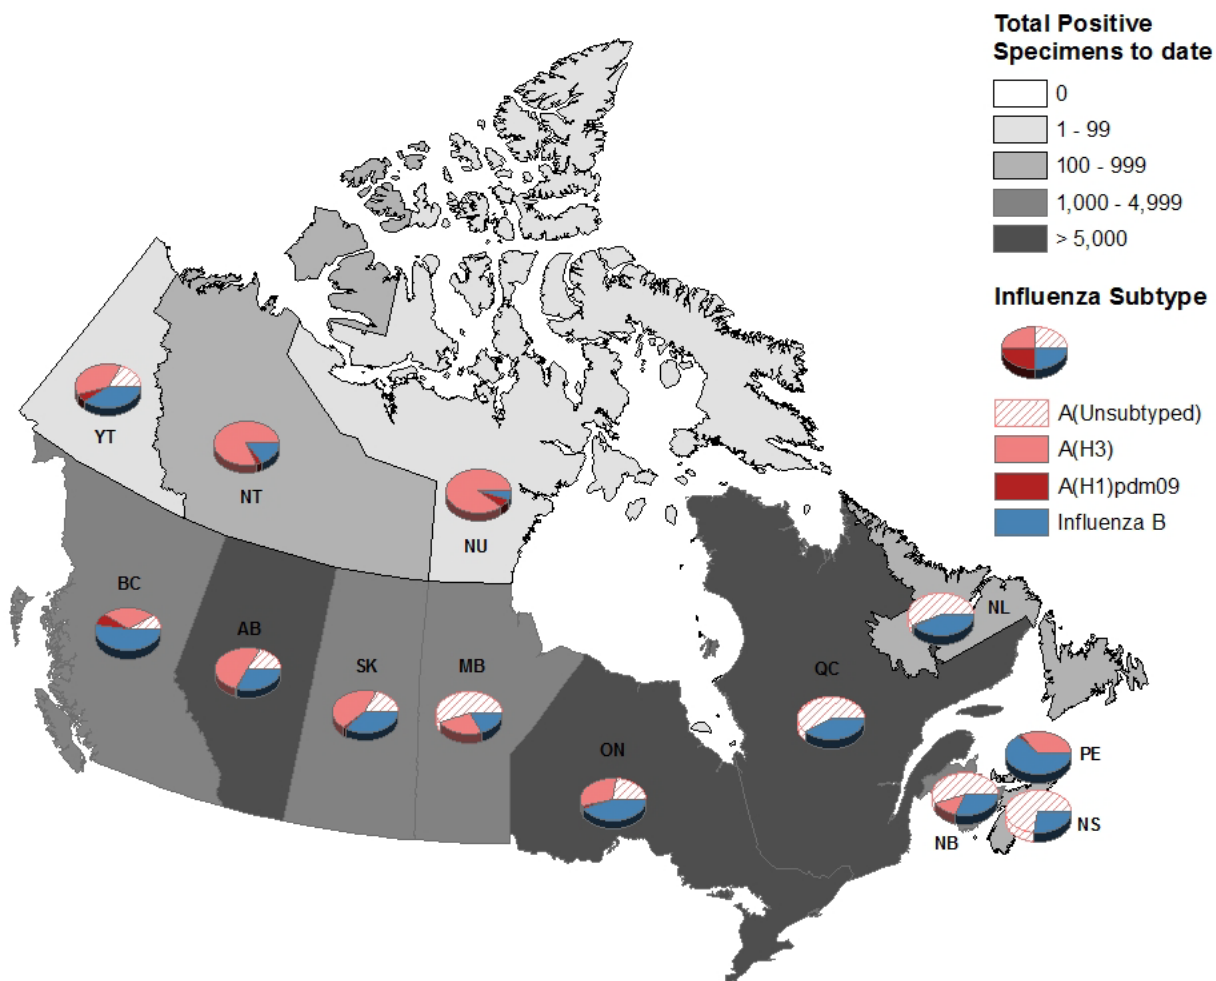 Total Positive
Specimens to date
0
1 - 99
100 - 999
1,000 - 4,999
> 5,000
Influenza Subtype
A(Unsubtyped)
A(H3)
A(H1)pdm09
Influenza B
YT
NT
NU
BC
AB
SK
MB
ON
QC
NL
PE
NB
NS